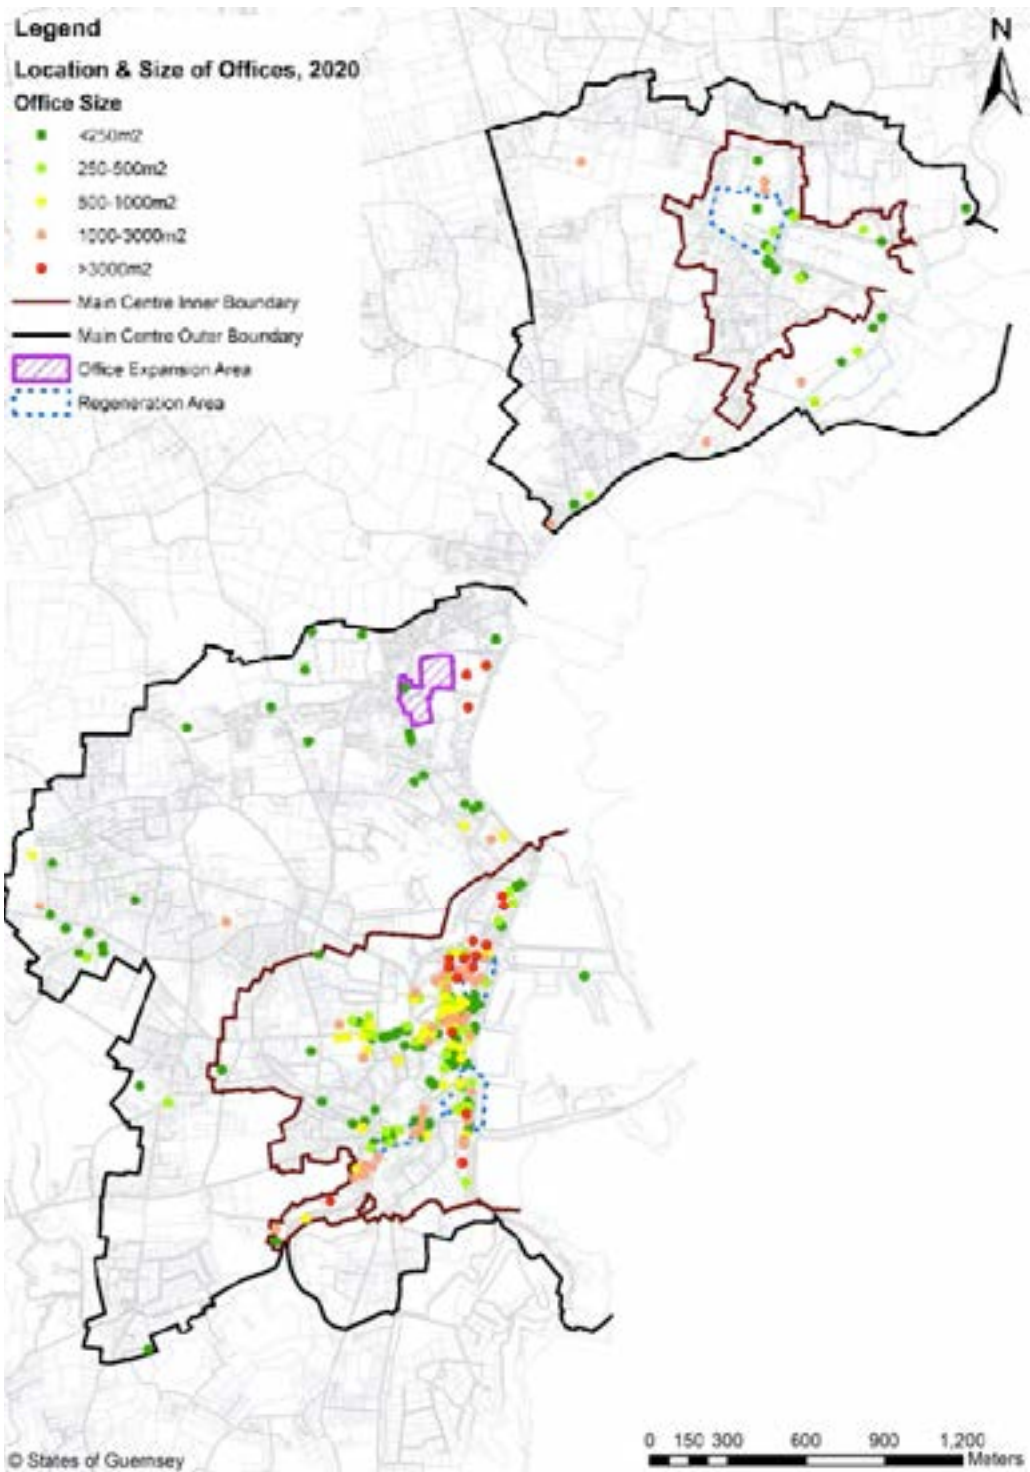 Legend
N
Location & Size of Offices, 2020
Office Size
<250m2
250-500m2
500-1000m2
1000-3000m2
>3000m2
Main Centre Inner Boundary
Main Centre Outer Boundary
Office Expansion Area
Regeneration Area
0 150 300 600 900 1,200
Meters
© States of Guernsey